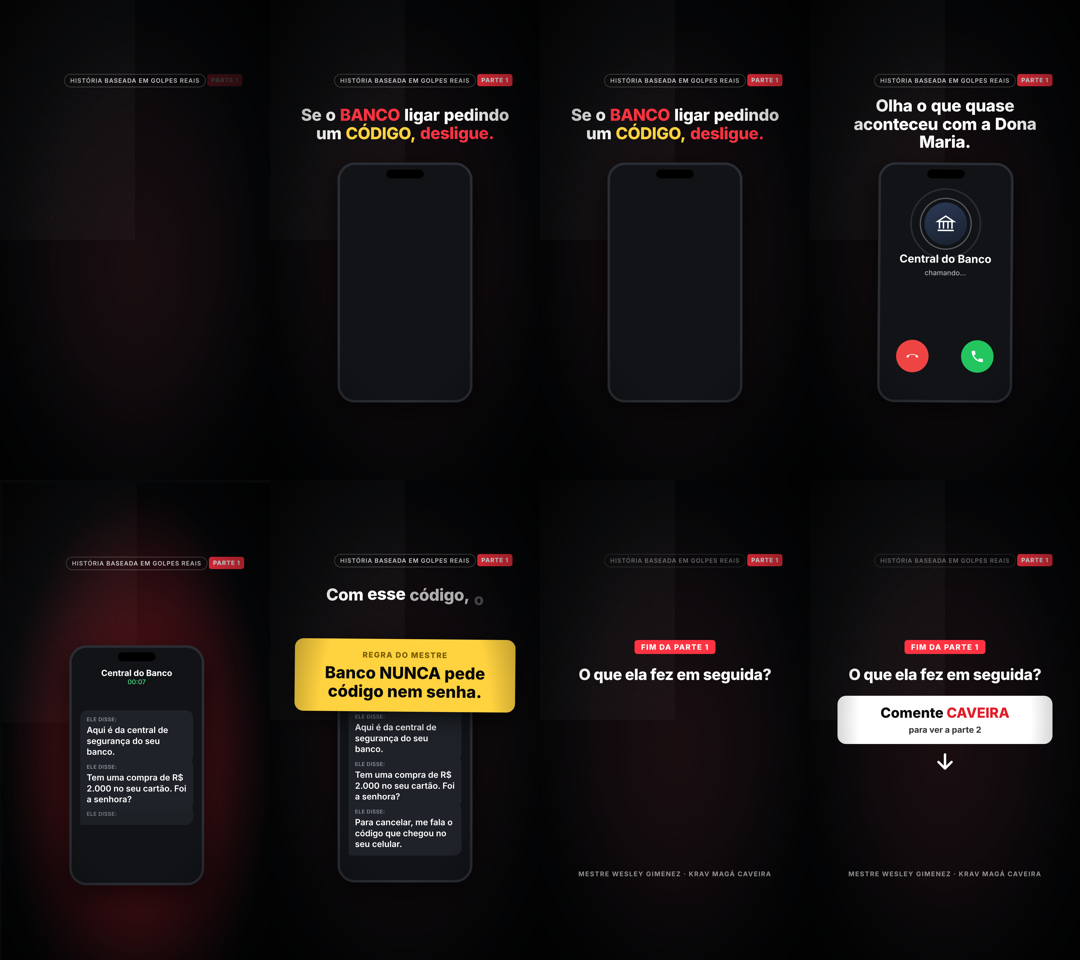 HISTÓRIA BASEADA EM GOLPES REAIS PARTE 1
HISTÓRIA BASEADA EM GOLPES REAIS PARTE 1
Se o BANCO ligar pedindo
um CÓDIGO, desligue.
HISTÓRIA BASEADA EM GOLPES REAIS PARTE 1
Se o BANCO ligar pedindo
um CÓDIGO, desligue.
HISTÓRIA BASEADA EM GOLPES REAIS PARTE 1
Olha o que quase
aconteceu com a Dona
Maria.
Central do Banco
chamando...
HISTÓRIA BASEADA EM GOLPES REAIS PARTE 1
Central do Banco
00:07
ELE DISSE:
Aqui é da central de
segurança do seu
banco.
ELE DISSE:
Tem uma compra de R$
2.000 no seu cartão. Foi
a senhora?
ELE DISSE:
HISTÓRIA BASEADA EM GOLPES REAIS PARTE 1
Com esse código, o
REGRA DO MESTRE
Banco NUNCA pede
código nem senha.
ELE DISSE:
Aqui é da central de
segurança do seu
banco.
ELE DISSE:
Tem uma compra de R$
2.000 no seu cartão. Foi
a senhora?
ELE DISSE:
Para cancelar, me fala o
código que chegou no
seu celular.
HISTÓRIA BASEADA EM GOLPES REAIS PARTE 1
FIM DA PARTE 1
O que ela fez em seguida?
MESTRE WESLEY GIMENEZ · KRAV MAGÁ CAVEIRA
HISTÓRIA BASEADA EM GOLPES REAIS PARTE 1
FIM DA PARTE 1
O que ela fez em seguida?
Comente CAVEIRA
para ver a parte 2
MESTRE WESLEY GIMENEZ · KRAV MAGÁ CAVEIRA